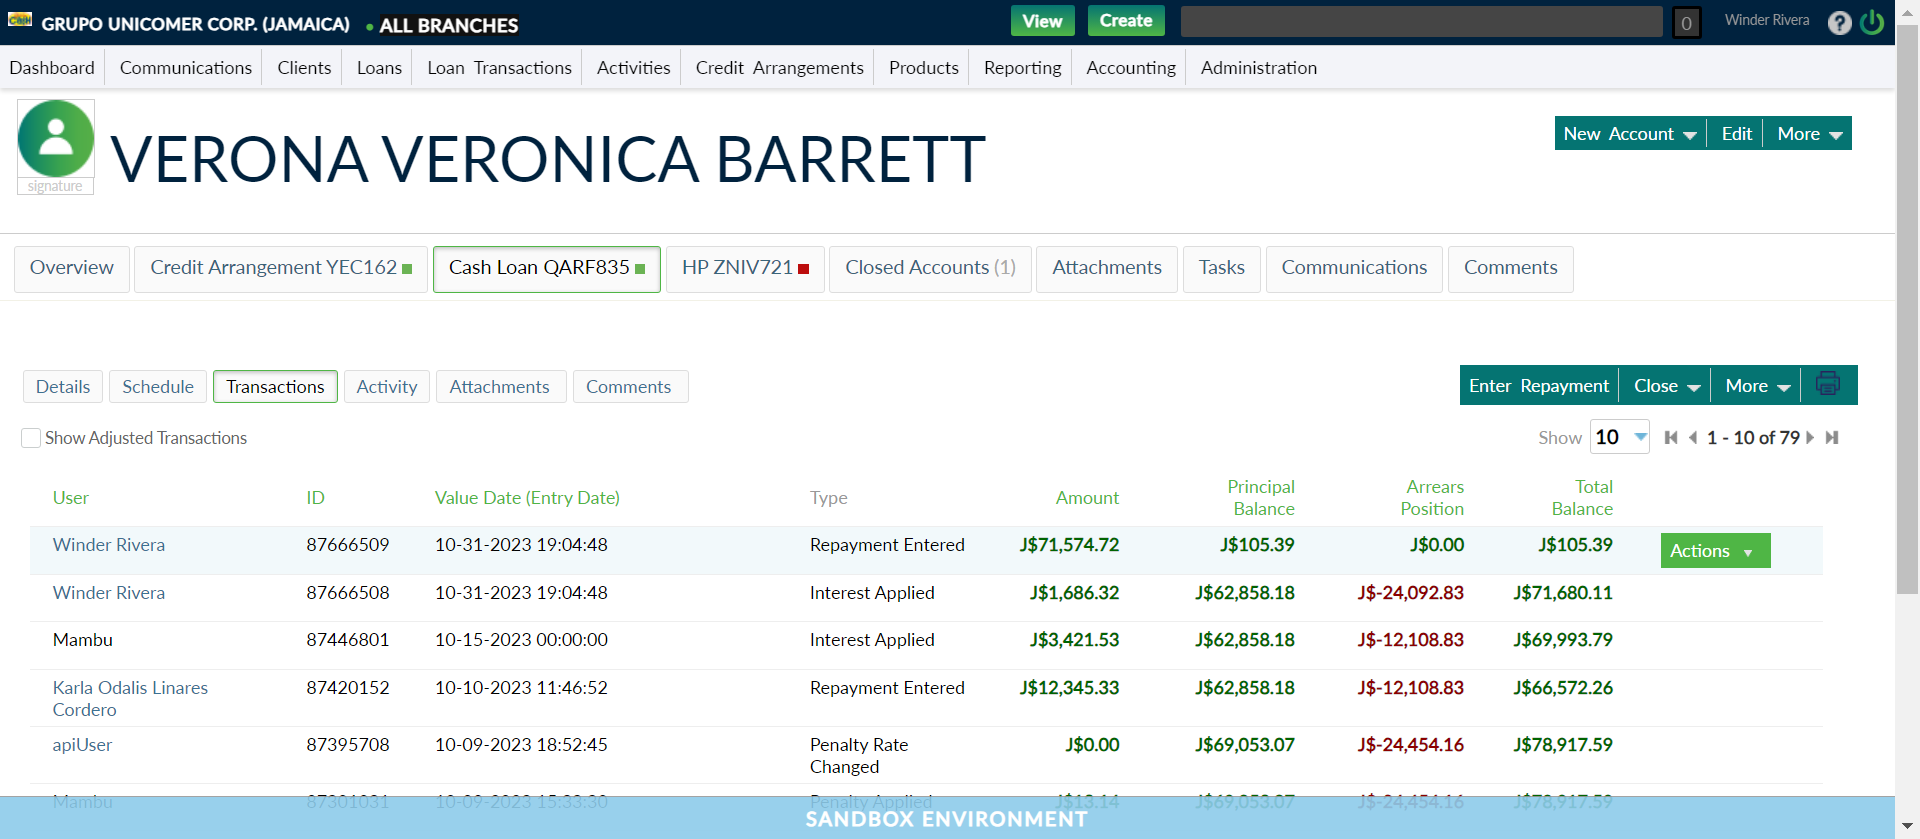 GRUPO UNICOMER CORP. (JAMAICA) • ALL BRANCHES View Create 0 Winder Rivera ?
Dashboard Communications Clients Loans Loan Transactions Activities Credit Arrangements Products Reporting Accounting Administration
VERONA VERONICA BARRETT
New Account Edit More
signature
Overview Credit Arrangement YEC162 Cash Loan QARF835 HP ZNIV721 Closed Accounts (1) Attachments Tasks Communications Comments
Details Schedule Transactions Activity Attachments Comments Enter Repayment Close More
Show Adjusted Transactions Show 10 1 - 10 of 79
User ID Value Date (Entry Date) Type Amount Principal Balance Arrears Position Total Balance
Winder Rivera 87666509 10-31-2023 19:04:48 Repayment Entered J$71,574.72 J$105.39 J$0.00 J$105.39 Actions
Winder Rivera 87666508 10-31-2023 19:04:48 Interest Applied J$1,686.32 J$62,858.18 J$-24,092.83 J$71,680.11
Mambu 87446801 10-15-2023 00:00:00 Interest Applied J$3,421.53 J$62,858.18 J$-12,108.83 J$69,993.79
Karla Odalis Linares Cordero 87420152 10-10-2023 11:46:52 Repayment Entered J$12,345.33 J$62,858.18 J$-12,108.83 J$66,572.26
apiUser 87395708 10-09-2023 18:52:45 Penalty Rate Changed J$0.00 J$69,053.07 J$-24,454.16 J$78,917.59
Mambu 87301031 10-09-2023 15:33:30 Penalty Applied J$13.14 J$69,053.07 J$-24,454.16 J$78,917.59
SANDBOX ENVIRONMENT